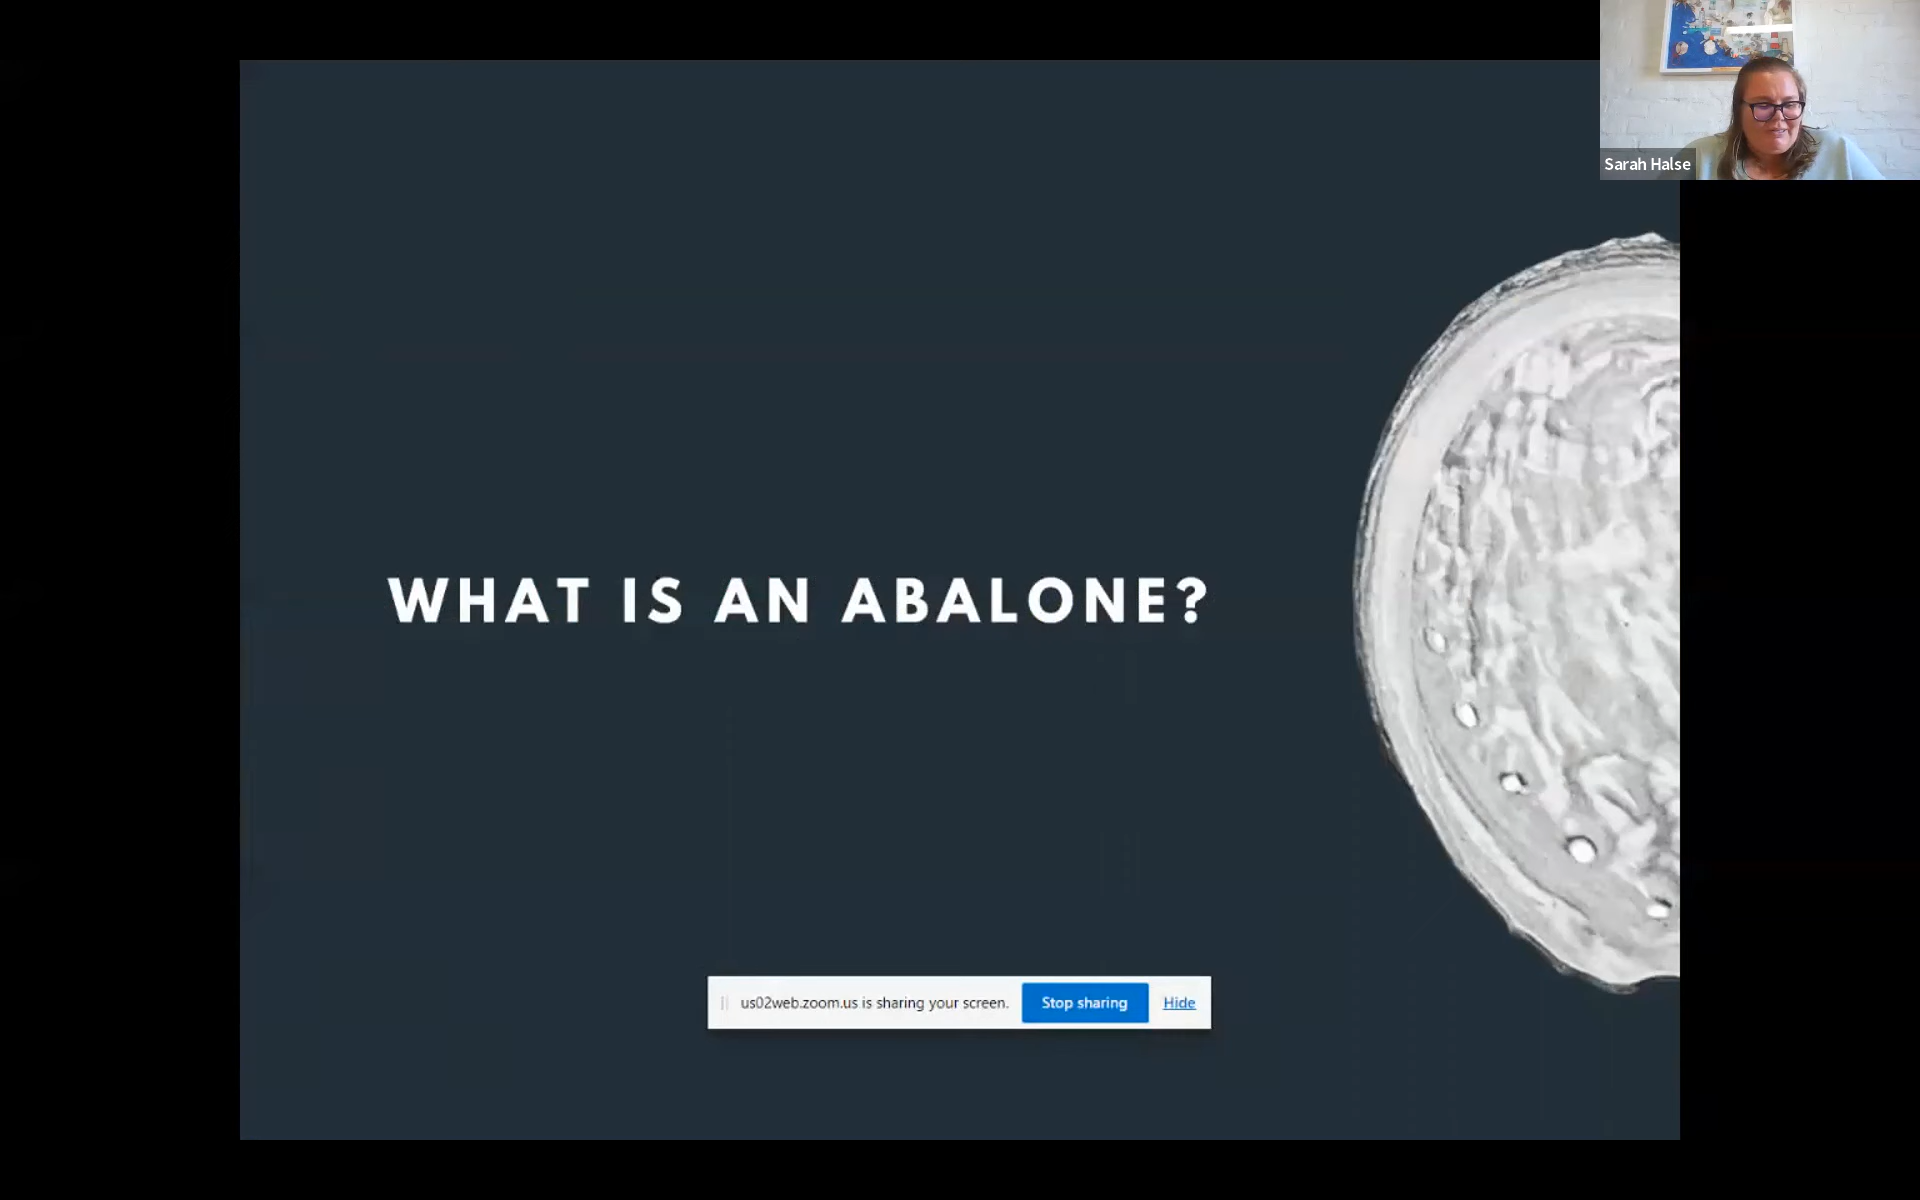 Sarah Halse
WHAT IS AN ABALONE?
us02web.zoom.us is sharing your screen. Stop sharing Hide